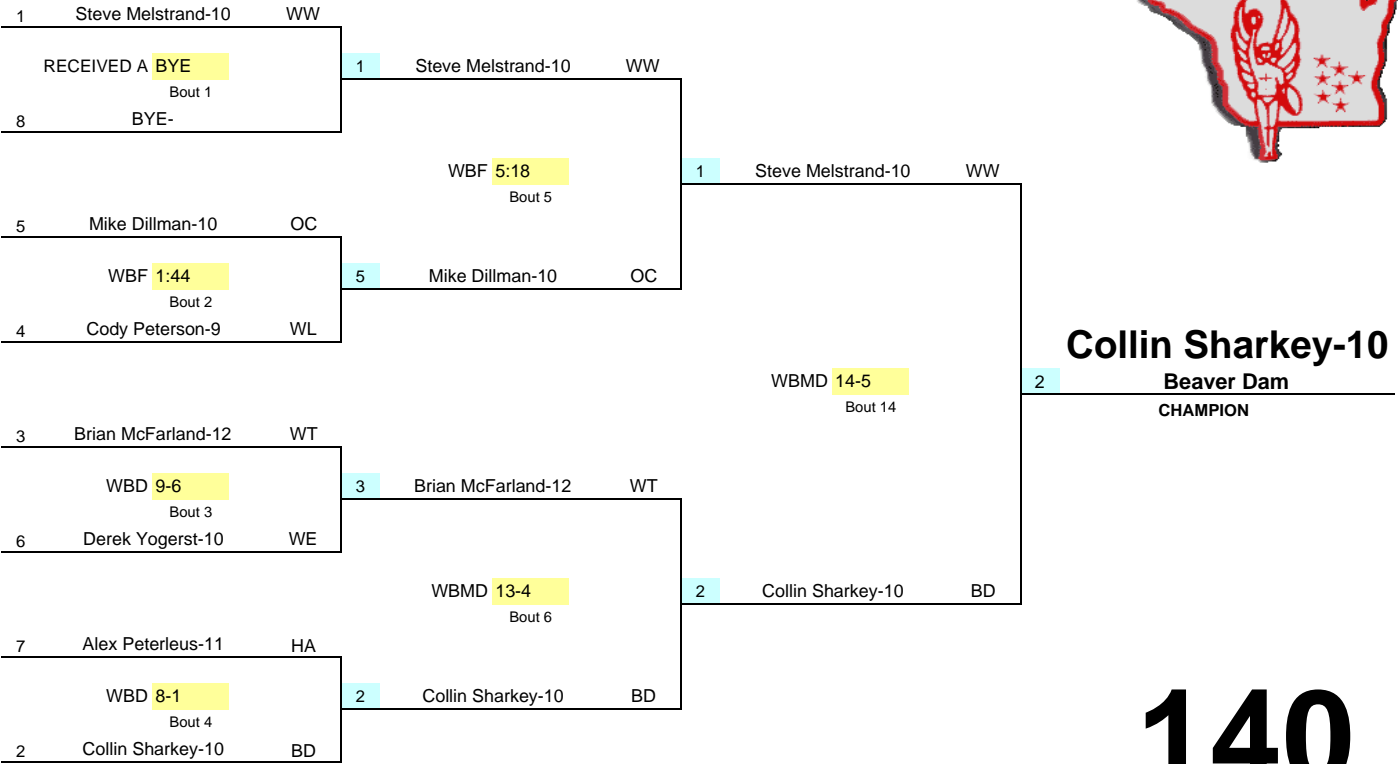 1 Steve Melstrand-10 WW
RECEIVED A BYE 1 Steve Melstrand-10 WW
Bout 1
8 BYE-
WBF 5:18 1 Steve Melstrand-10 WW
Bout 5
5 Mike Dillman-10 OC
WBF 1:44 5 Mike Dillman-10 OC
Bout 2
4 Cody Peterson-9 WL
Collin Sharkey-10
WBMD 14-5 2 Beaver Dam
Bout 14 CHAMPION
3 Brian McFarland-12 WT
WBD 9-6 3 Brian McFarland-12 WT
Bout 3
6 Derek Yogerst-10 WE
WBMD 13-4 2 Collin Sharkey-10 BD
Bout 6
7 Alex Peterleus-11 HA
WBD 8-1 2 Collin Sharkey-10 BD
Bout 4
2 Collin Sharkey-10 BD
140